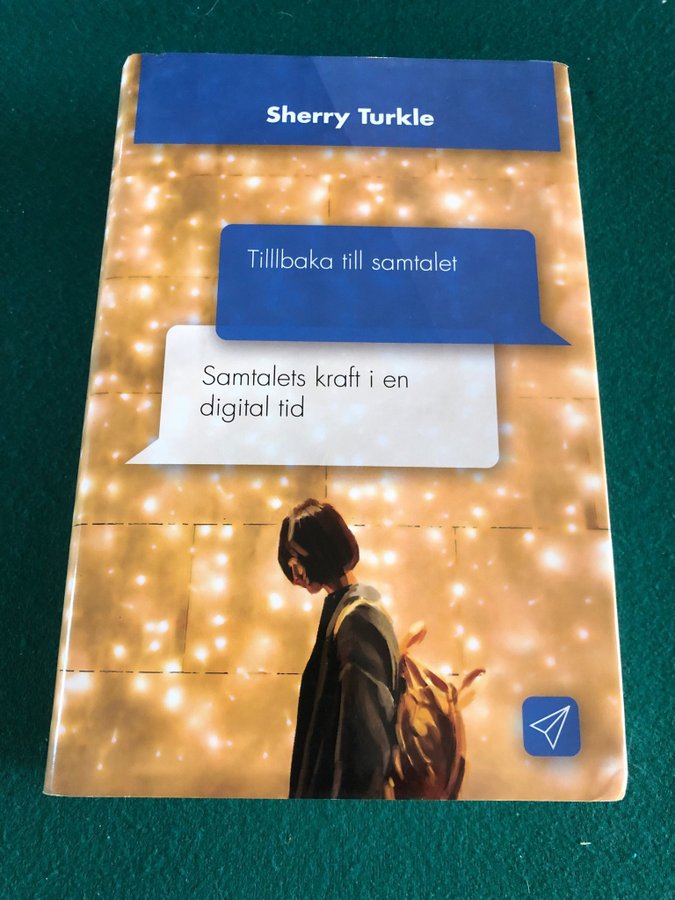 Sherry Turkle
Tilllbaka till samtalet
Samtalets kraft i en
digital tid